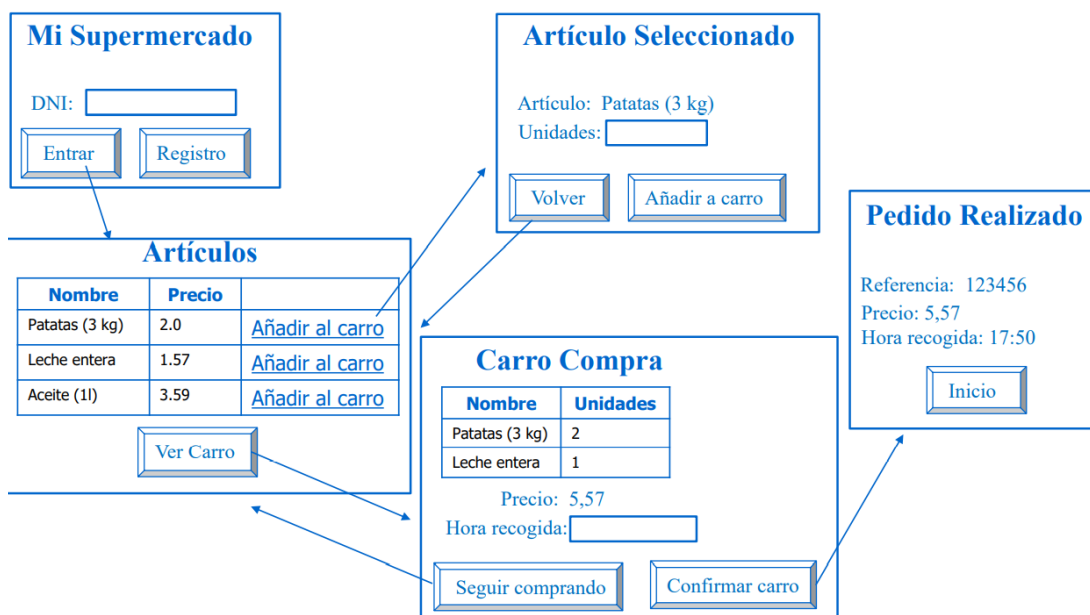 Mi Supermercado
DNI:
Entrar Registro
Artículo Seleccionado
Artículo: Patatas (3 kg)
Unidades:
Volver Añadir a carro
Artículos
Nombre Precio
Patatas (3 kg) 2.0 Añadir al carro
Leche entera 1.57 Añadir al carro
Aceite (1l) 3.59 Añadir al carro
Ver Carro
Carro Compra
Nombre Unidades
Patatas (3 kg) 2
Leche entera 1
Precio: 5,57
Hora recogida:
Seguir comprando Confirmar carro
Pedido Realizado
Referencia: 123456
Precio: 5,57
Hora recogida: 17:50
Inicio